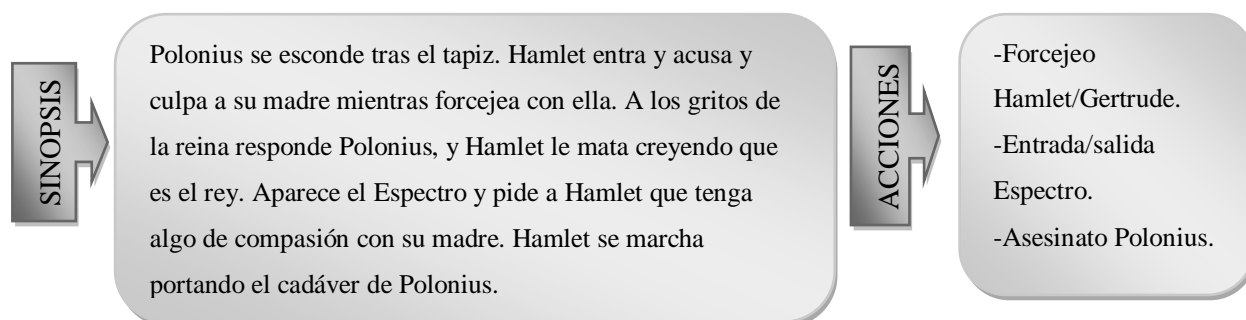 SINOPSIS
Polonius se esconde tras el tapiz. Hamlet entra y acusa y
culpa a su madre mientras forcejea con ella. A los gritos de
la reina responde Polonius, y Hamlet le mata creyendo que
es el rey. Aparece el Espectro y pide a Hamlet que tenga
algo de compasión con su madre. Hamlet se marcha
portando el cadáver de Polonius.
ACCIONES
-Forcejeo
Hamlet/Gertrude.
-Entrada/salida
Espectro.
-Asesinato Polonius.